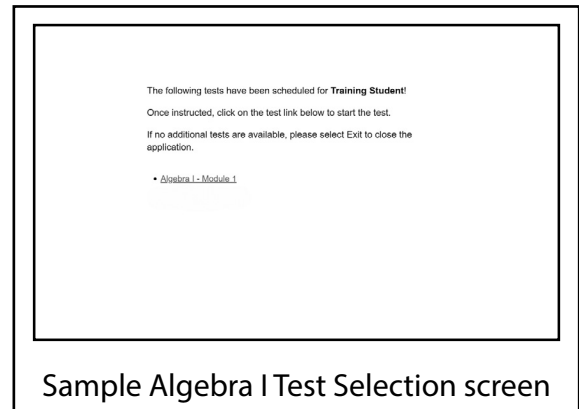 The following tests have been scheduled for Training Student!
Once instructed, click on the test link below to start the test.
If no additional tests are available, please select Exit to close the
application.
• Algebra I - Module 1
Sample Algebra I Test Selection screen